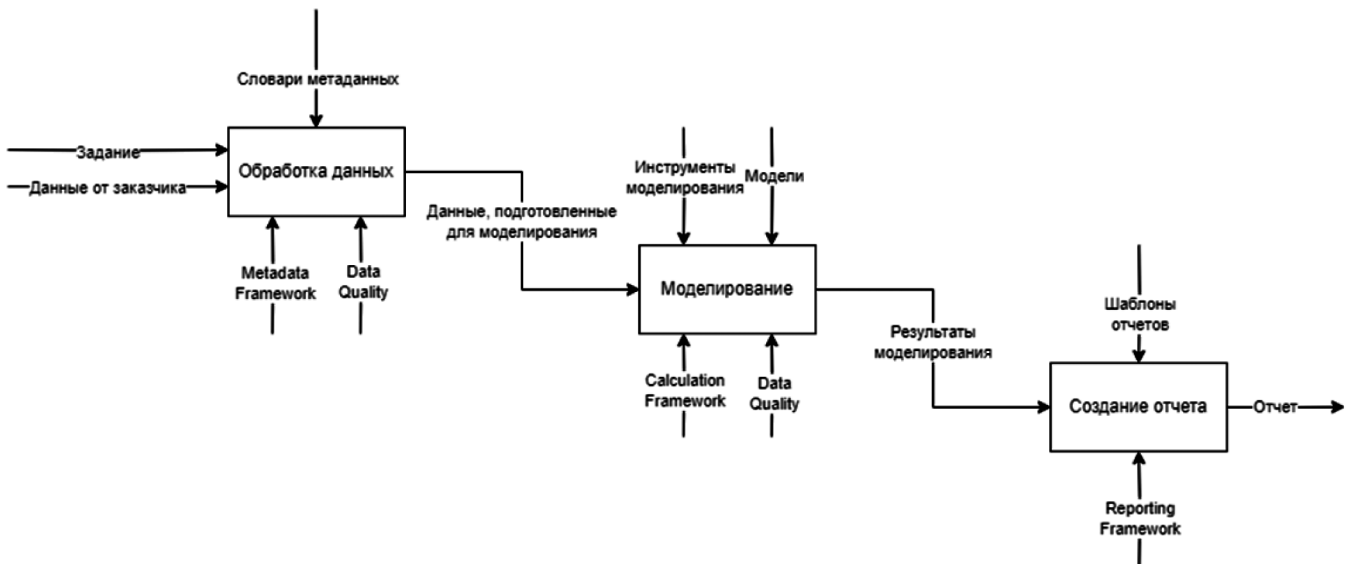 Словари метаданных
Задание
Данные от заказчика
Обработка данных
Metadata
Framework
Data
Quality
Данные, подготовленные
для моделирования
Инструменты
моделирования
Модели
Моделирование
Calculation
Framework
Data
Quality
Результаты
моделирования
Шаблоны
отчетов
Создание отчета
Отчет
Reporting
Framework